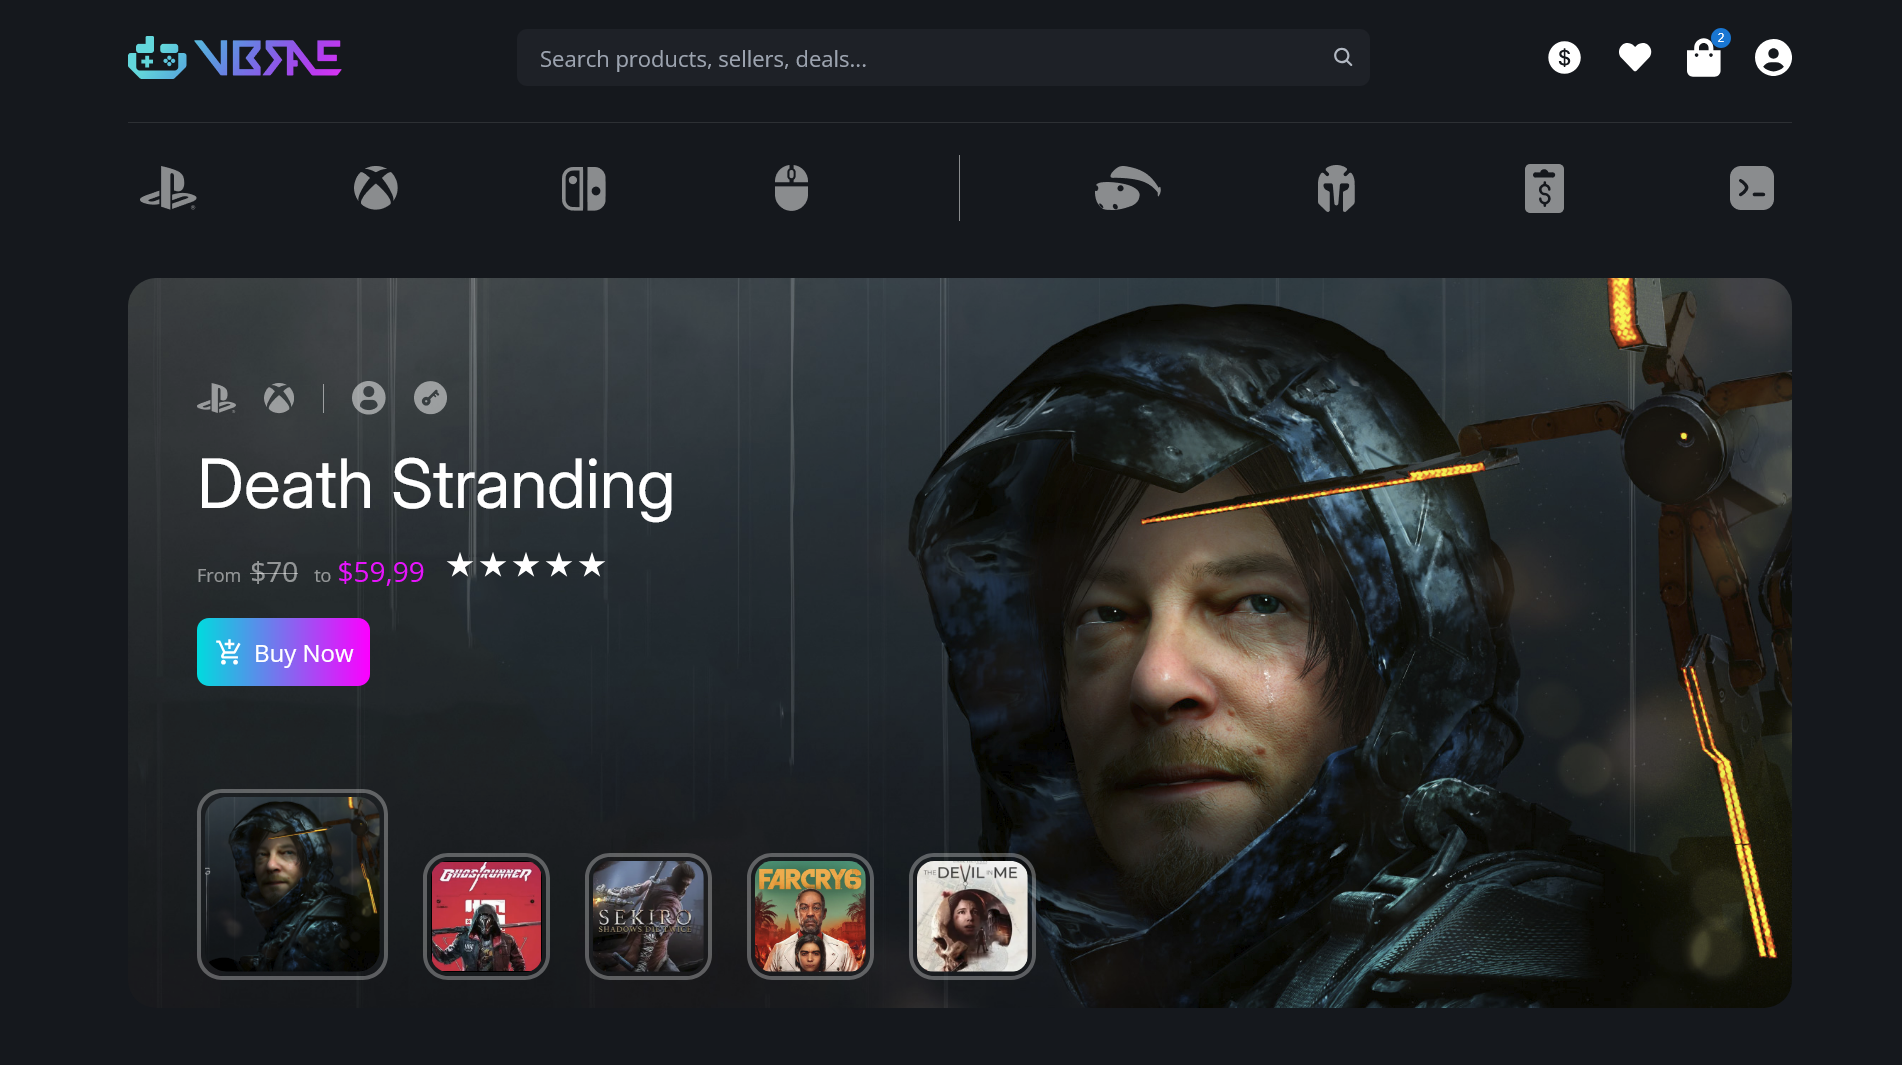 VBRAE
Search products, sellers, deals...
2
Death Stranding
From $70 to $59,99
Buy Now
GHOSTRUNNER
SEKIRO
SHADOWS DIE TWICE
FARCRY6
THE DEVIL IN ME